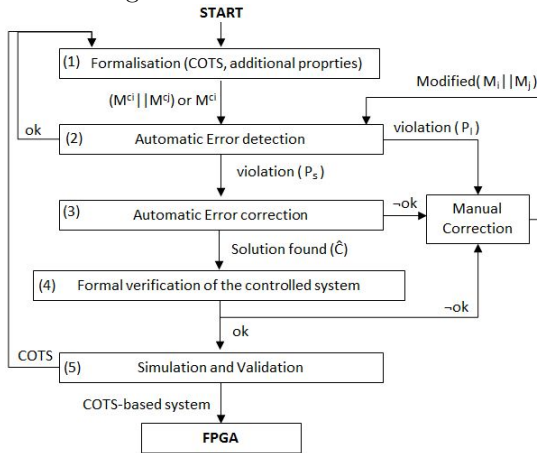 START
(1) Formalisation (COTS, additional proprties)
Modified( Mᵢ||Mⱼ)
(Mᶜⁱ||Mᶜʲ) or Mᶜⁱ
ok
(2) Automatic Error detection
violation ( Pₗ)
violation ( Pₛ)
(3) Automatic Error correction
¬ok
Manual
Correction
Solution found (Ĉ)
(4) Formal verification of the controlled system
ok
¬ok
COTS
(5) Simulation and Validation
COTS-based system
FPGA